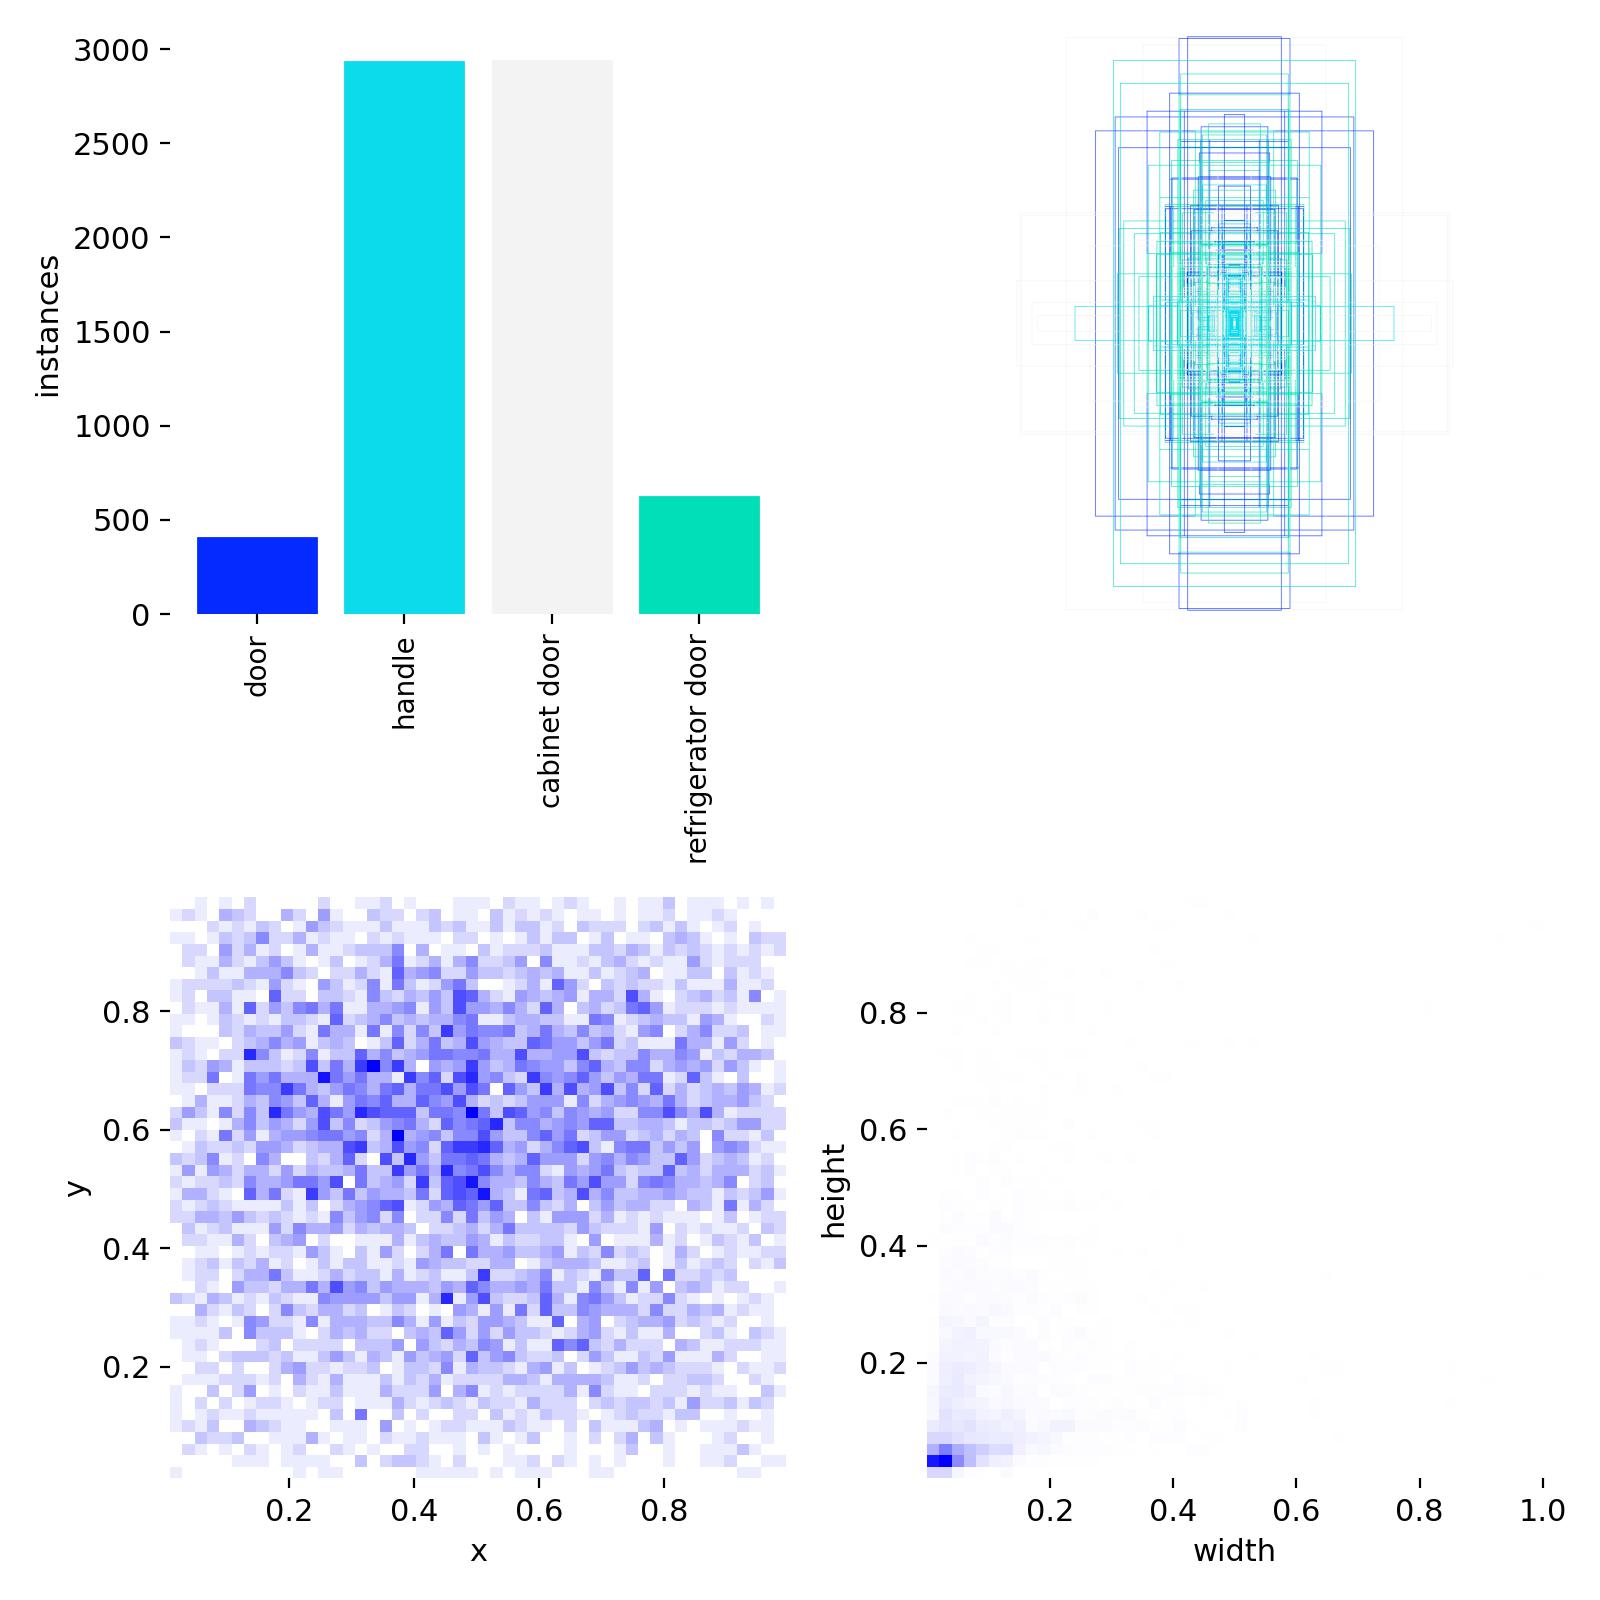 3000
2500
2000
1500
1000
500
0
instances
door
handle
cabinet door
refrigerator door
0.8
0.6
0.4
0.2
y
0.2 0.4 0.6 0.8
x
0.8
0.6
0.4
0.2
height
0.2 0.4 0.6 0.8 1.0
width